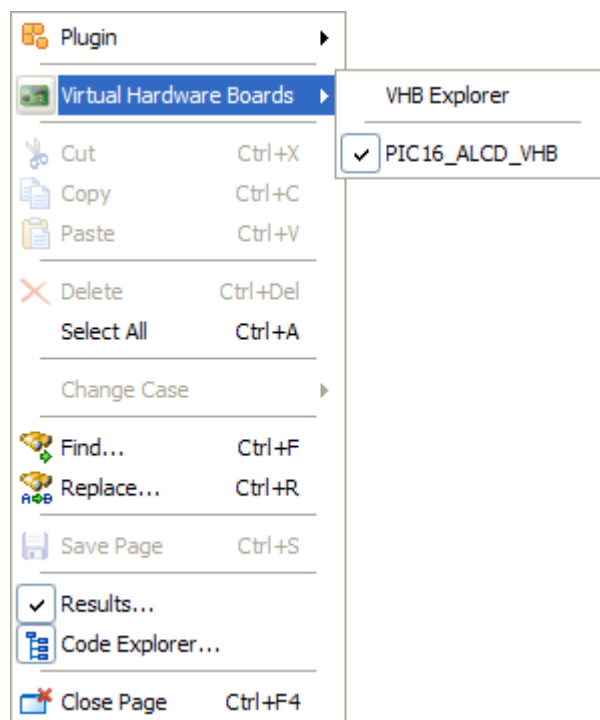 Plugin
Virtual Hardware Boards
VHB Explorer
PIC16_ALCD_VHB
Cut Ctrl+X
Copy Ctrl+C
Paste Ctrl+V
Delete Ctrl+Del
Select All Ctrl+A
Change Case
Find... Ctrl+F
A B Replace... Ctrl+R
Save Page Ctrl+S
Results...
Code Explorer...
Close Page Ctrl+F4